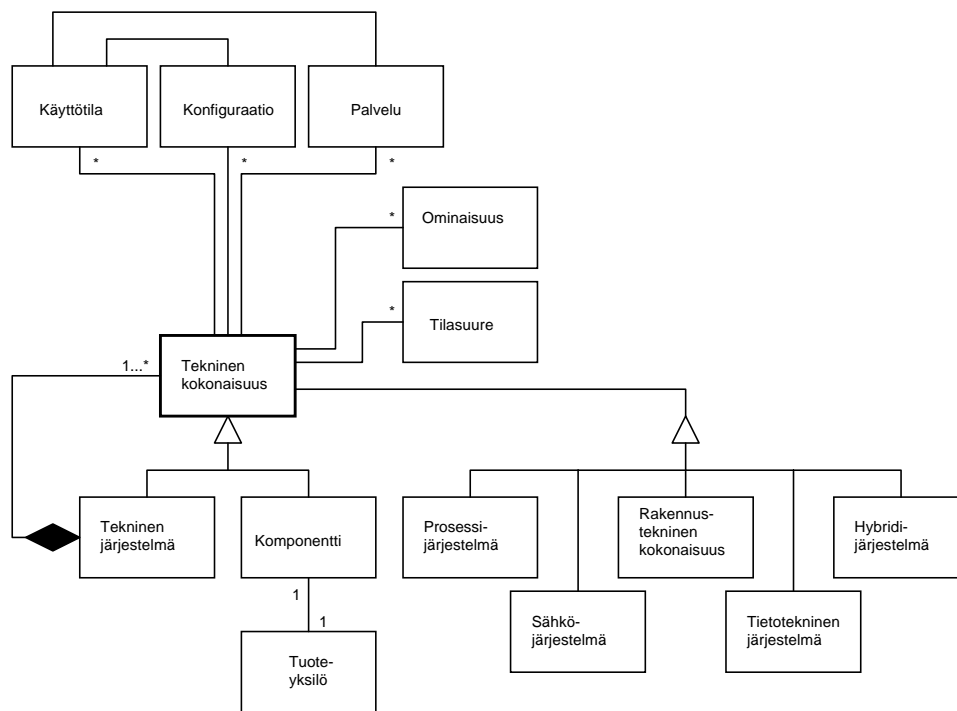 Käyttötila
Konfiguraatio
Palvelu
*
*
*
Ominaisuus
*
Tilasuure
*
Tekninen
kokonaisuus
1...*
Tekninen
järjestelmä
Komponentti
Prosessi-
järjestelmä
Rakennus-
tekninen
kokonaisuus
Hybridi-
järjestelmä
1
1
Sähkö-
järjestelmä
Tietotekninen
järjestelmä
Tuote-
yksilö